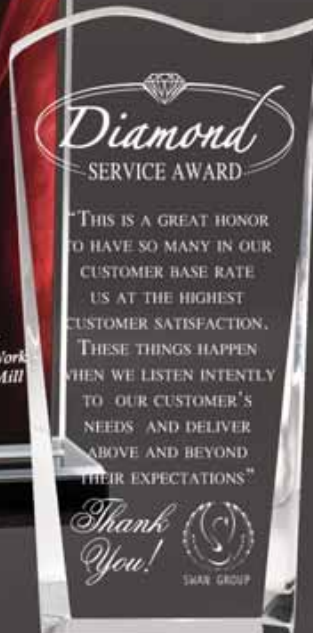 Diamond
SERVICE AWARD
“THIS IS A GREAT HONOR
TO HAVE SO MANY IN OUR
CUSTOMER BASE RATE
US AT THE HIGHEST
CUSTOMER SATISFACTION.
THESE THINGS HAPPEN
WHEN WE LISTEN INTENTLY
TO OUR CUSTOMER'S
NEEDS AND DELIVER
ABOVE AND BEYOND
THEIR EXPECTATIONS”
Thank
You!
SWAN GROUP
Mill